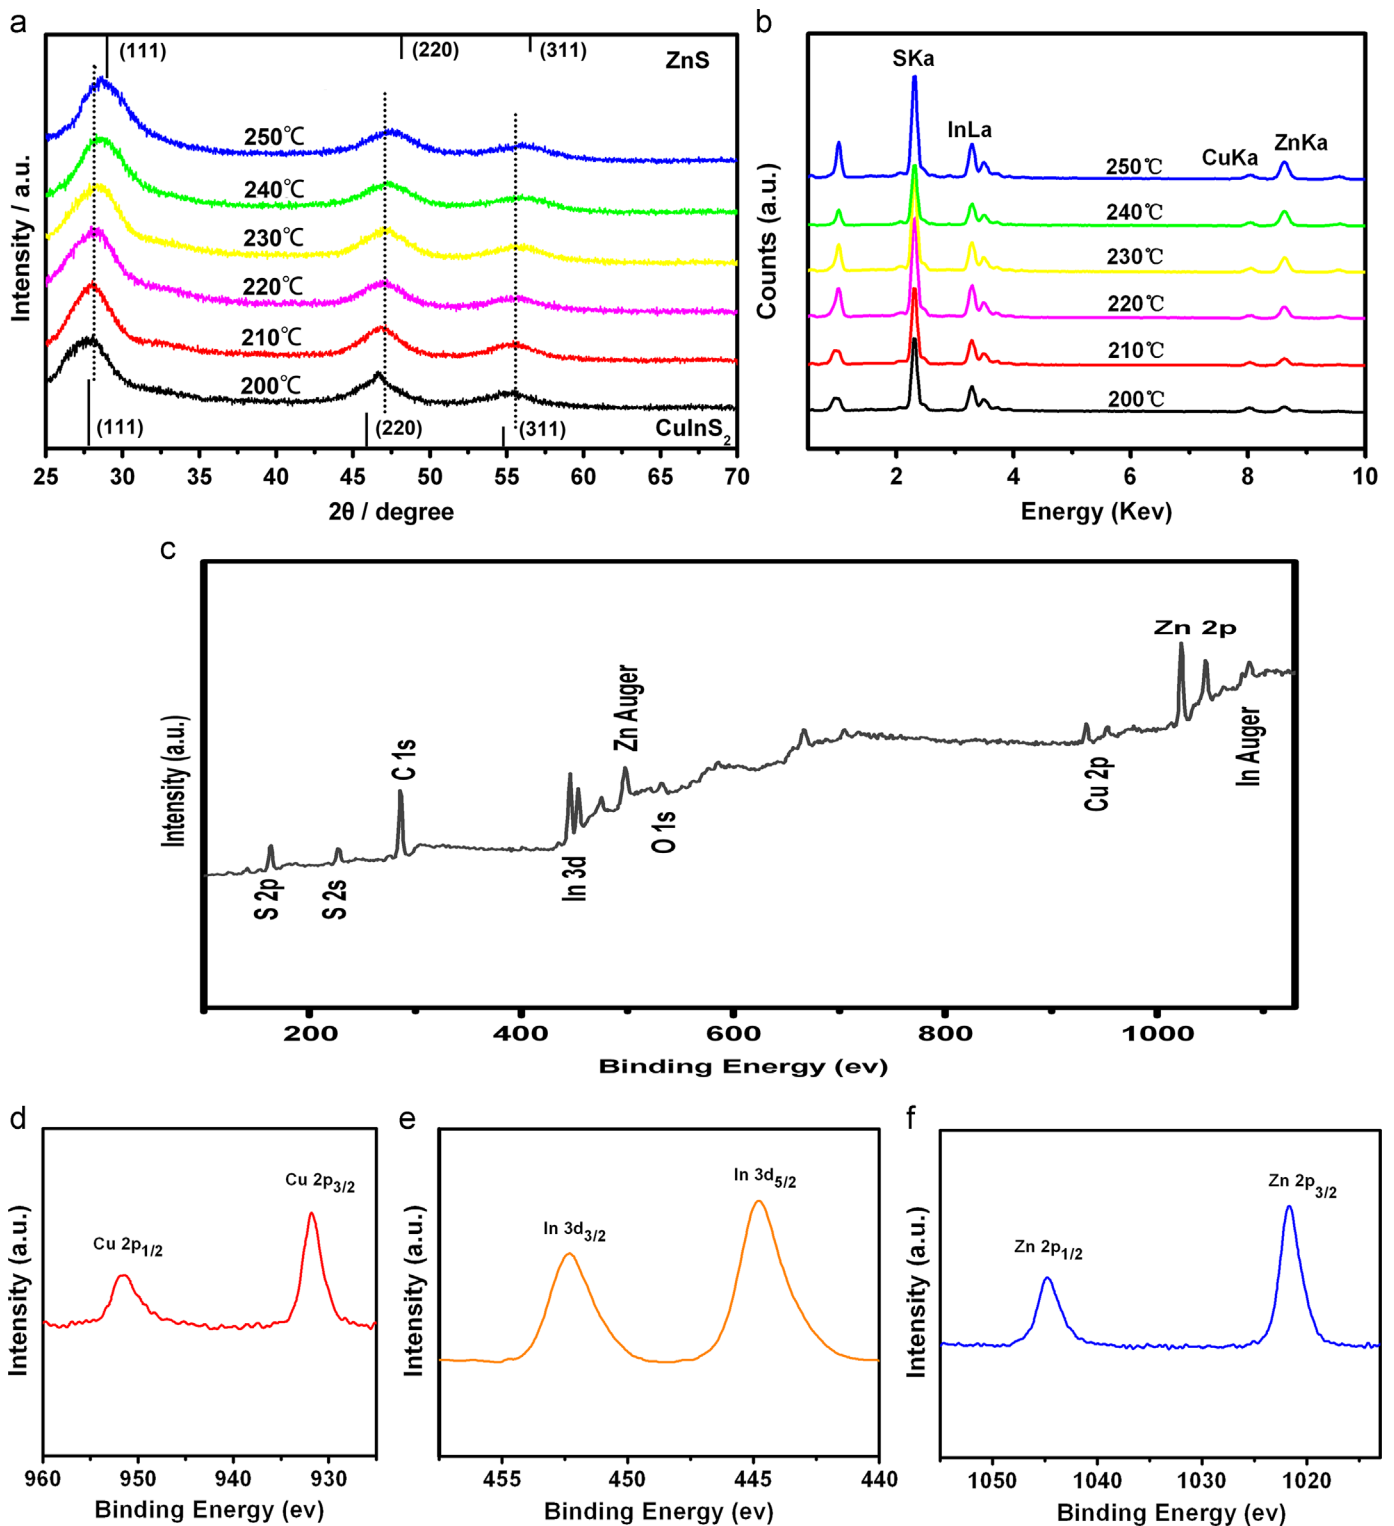 a
(111)
(220)
(311)
ZnS
250℃
240℃
230℃
220℃
210℃
200℃
(111)
(220)
(311)
CuInS2
25 30 35 40 45 50 55 60 65 70
2θ / degree
Intensity / a.u.
b
SKa
InLa
CuKa
ZnKa
250℃
240℃
230℃
220℃
210℃
200℃
2 4 6 8 10
Energy (Kev)
Counts (a.u.)
c
Intensity (a.u.)
S 2p
S 2s
C 1s
In 3d
Zn Auger
O 1s
Cu 2p
Zn 2p
In Auger
200 400 600 800 1000
Binding Energy (ev)
d
Intensity (a.u.)
Cu 2p1/2
Cu 2p3/2
960 950 940 930
Binding Energy (ev)
e
Intensity (a.u.)
In 3d3/2
In 3d5/2
455 450 445 440
Binding Energy (ev)
f
Intensity (a.u.)
Zn 2p1/2
Zn 2p3/2
1050 1040 1030 1020
Binding Energy (ev)